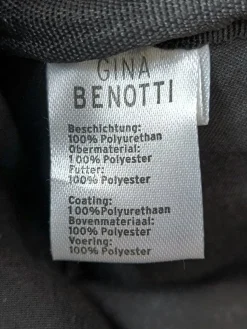 GINA
BENOTTI
Beschichtung:
100% Polyurethan
Obermaterial:
100% Polyester
Futter:
100% Polyester
Coating:
100%Polyurethaan
Bovenmateriaal:
100% Polyester
Voering:
100% Polyester